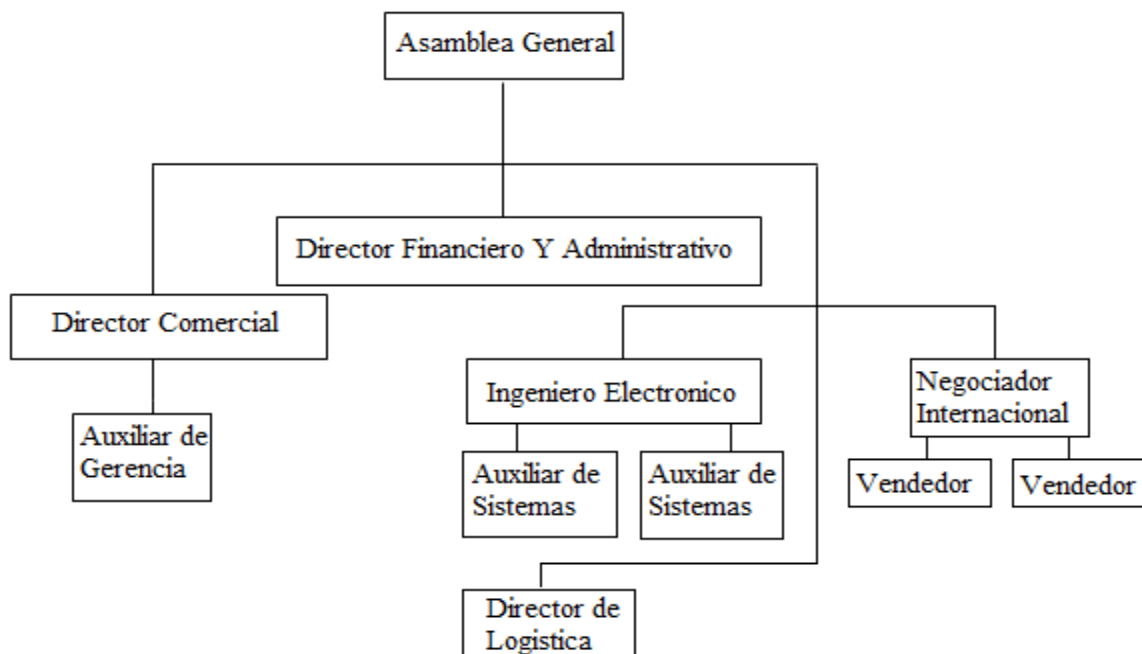 Asamblea General
Director Financiero Y Administrativo
Director Comercial
Ingeniero Electronico
Negociador
Internacional
Auxiliar de
Gerencia
Auxiliar de
Sistemas
Auxiliar de
Sistemas
Vendedor
Vendedor
Director de
Logistica